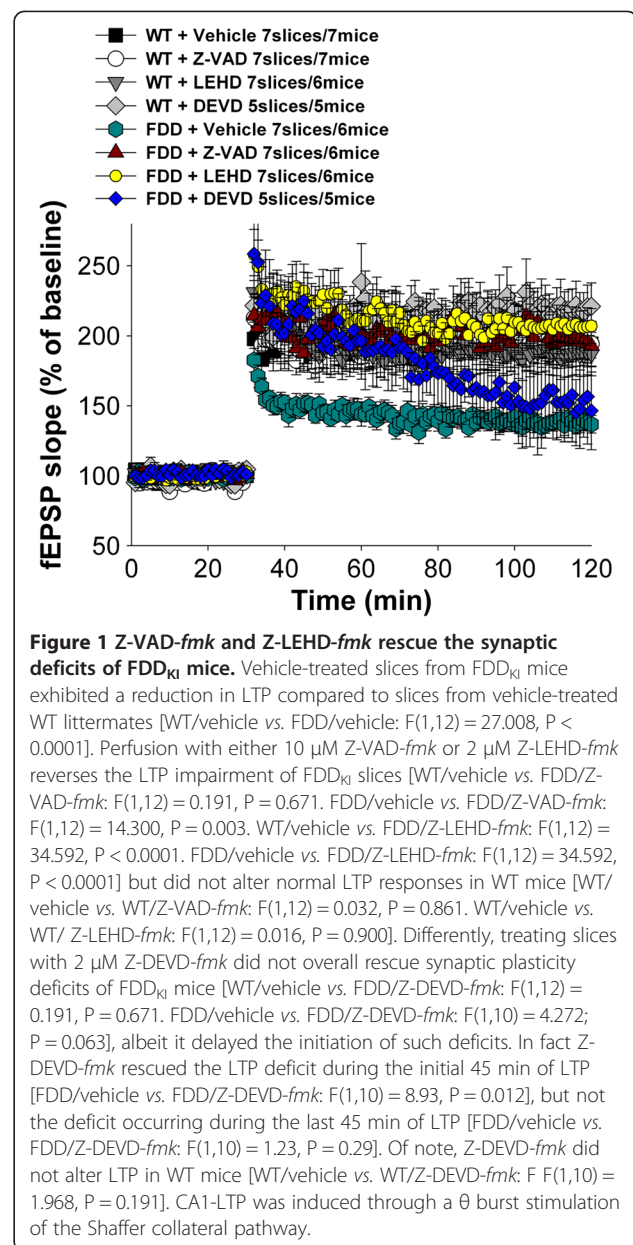 WT + Vehicle 7slices/7mice
WT + Z-VAD 7slices/7mice
WT + LEHD 7slices/6mice
WT + DEVD 5slices/5mice
FDD + Vehicle 7slices/6mice
FDD + Z-VAD 7slices/6mice
FDD + LEHD 7slices/6mice
FDD + DEVD 5slices/5mice
fEPSP slope (% of baseline)
250
200
150
100
50
0 20 40 60 80 100 120
Time (min)
Figure 1 Z-VAD-fmk and Z-LEHD-fmk rescue the synaptic
deficits of FDDKI mice. Vehicle-treated slices from FDDKI mice
exhibited a reduction in LTP compared to slices from vehicle-treated
WT littermates [WT/vehicle vs. FDD/vehicle: F(1,12) = 27.008, P <
0.0001]. Perfusion with either 10 μM Z-VAD-fmk or 2 μM Z-LEHD-fmk
reverses the LTP impairment of FDDKI slices [WT/vehicle vs. FDD/Z-
VAD-fmk: F(1,12) = 0.191, P = 0.671. FDD/vehicle vs. FDD/Z-VAD-fmk:
F(1,12) = 14.300, P = 0.003. WT/vehicle vs. FDD/Z-LEHD-fmk: F(1,12) =
34.592, P < 0.0001. FDD/vehicle vs. FDD/Z-LEHD-fmk: F(1,12) = 34.592,
P < 0.0001] but did not alter normal LTP responses in WT mice [WT/
vehicle vs. WT/Z-VAD-fmk: F(1,12) = 0.032, P = 0.861. WT/vehicle vs.
WT/ Z-LEHD-fmk: F(1,12) = 0.016, P = 0.900]. Differently, treating slices
with 2 μM Z-DEVD-fmk did not overall rescue synaptic plasticity
deficits of FDDKI mice [WT/vehicle vs. FDD/Z-DEVD-fmk: F(1,12) =
0.191, P = 0.671. FDD/vehicle vs. FDD/Z-DEVD-fmk: F(1,10) = 4.272;
P = 0.063], albeit it delayed the initiation of such deficits. In fact Z-
DEVD-fmk rescued the LTP deficit during the initial 45 min of LTP
[FDD/vehicle vs. FDD/Z-DEVD-fmk: F(1,10) = 8.93, P = 0.012], but not
the deficit occurring during the last 45 min of LTP [FDD/vehicle vs.
FDD/Z-DEVD-fmk: F(1,10) = 1.23, P = 0.29]. Of note, Z-DEVD-fmk did
not alter LTP in WT mice [WT/vehicle vs. WT/Z-DEVD-fmk: F F(1,10) =
1.968, P = 0.191]. CA1-LTP was induced through a θ burst stimulation
of the Shaffer collateral pathway.